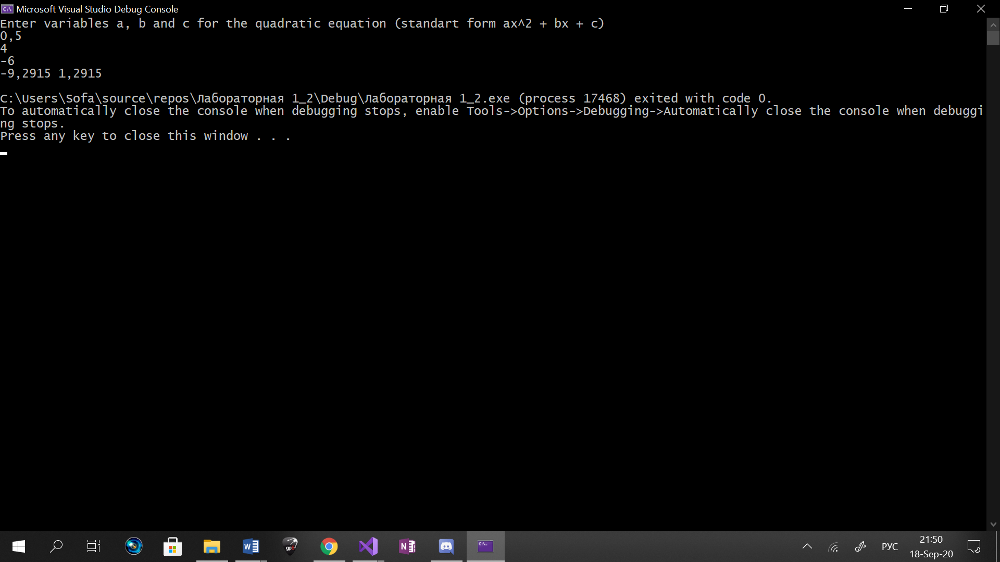 Microsoft Visual Studio Debug Console
Enter variables a, b and c for the quadratic equation (standart form ax^2 + bx + c)
0,5
4
-6
-9,2915 1,2915
C:\Users\Sofa\source\repos\Лабораторная 1_2\Debug\Лабораторная 1_2.exe (process 17468) exited with code 0.
To automatically close the console when debugging stops, enable Tools->Options->Debugging->Automatically close the console when debuggi
ng stops.
Press any key to close this window . . .
РУС
21:50
18-Sep-20